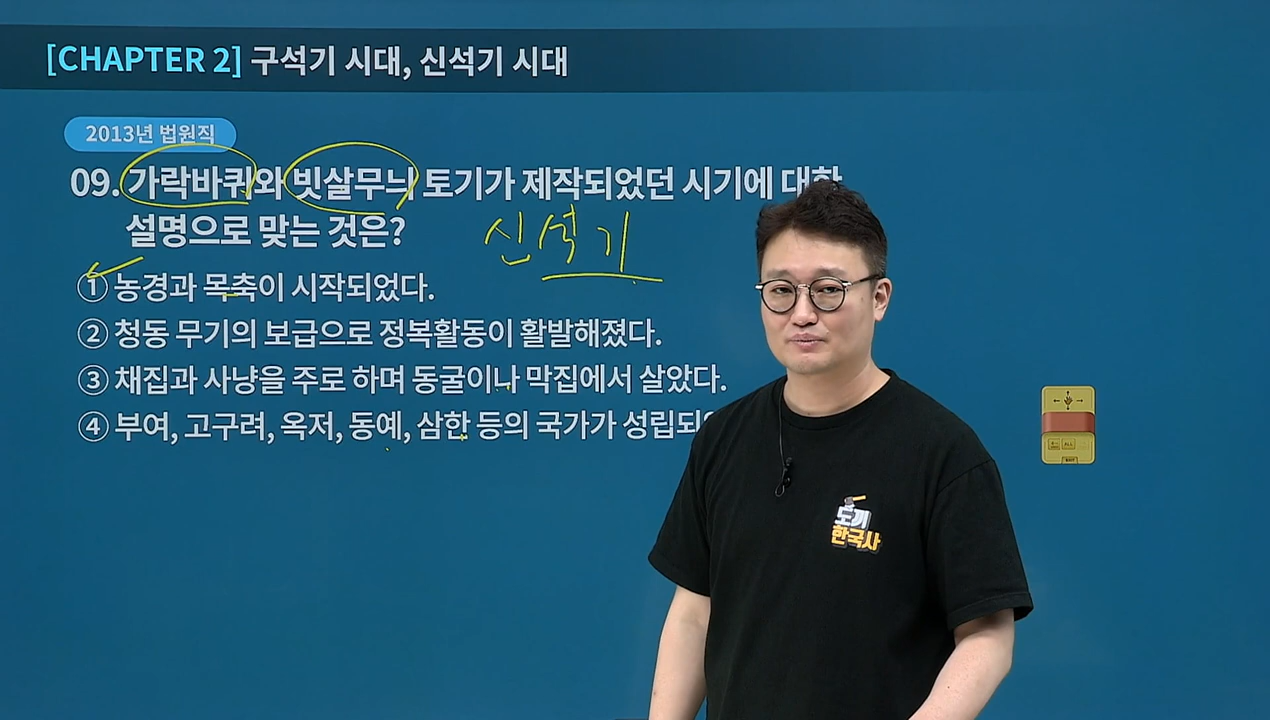 [CHAPTER 2] 구석기 시대, 신석기 시대
2013년 법원직
09. 가락바퀴와 빗살무늬 토기가 제작되었던 시기에 대한
설명으로 맞는 것은?
신석기
① 농경과 목축이 시작되었다.
② 청동 무기의 보급으로 정복활동이 활발해졌다.
③ 채집과 사냥을 주로 하며 동굴이나 막집에서 살았다.
④ 부여, 고구려, 옥저, 동예, 삼한 등의 국가가 성립되
도끼
한국사